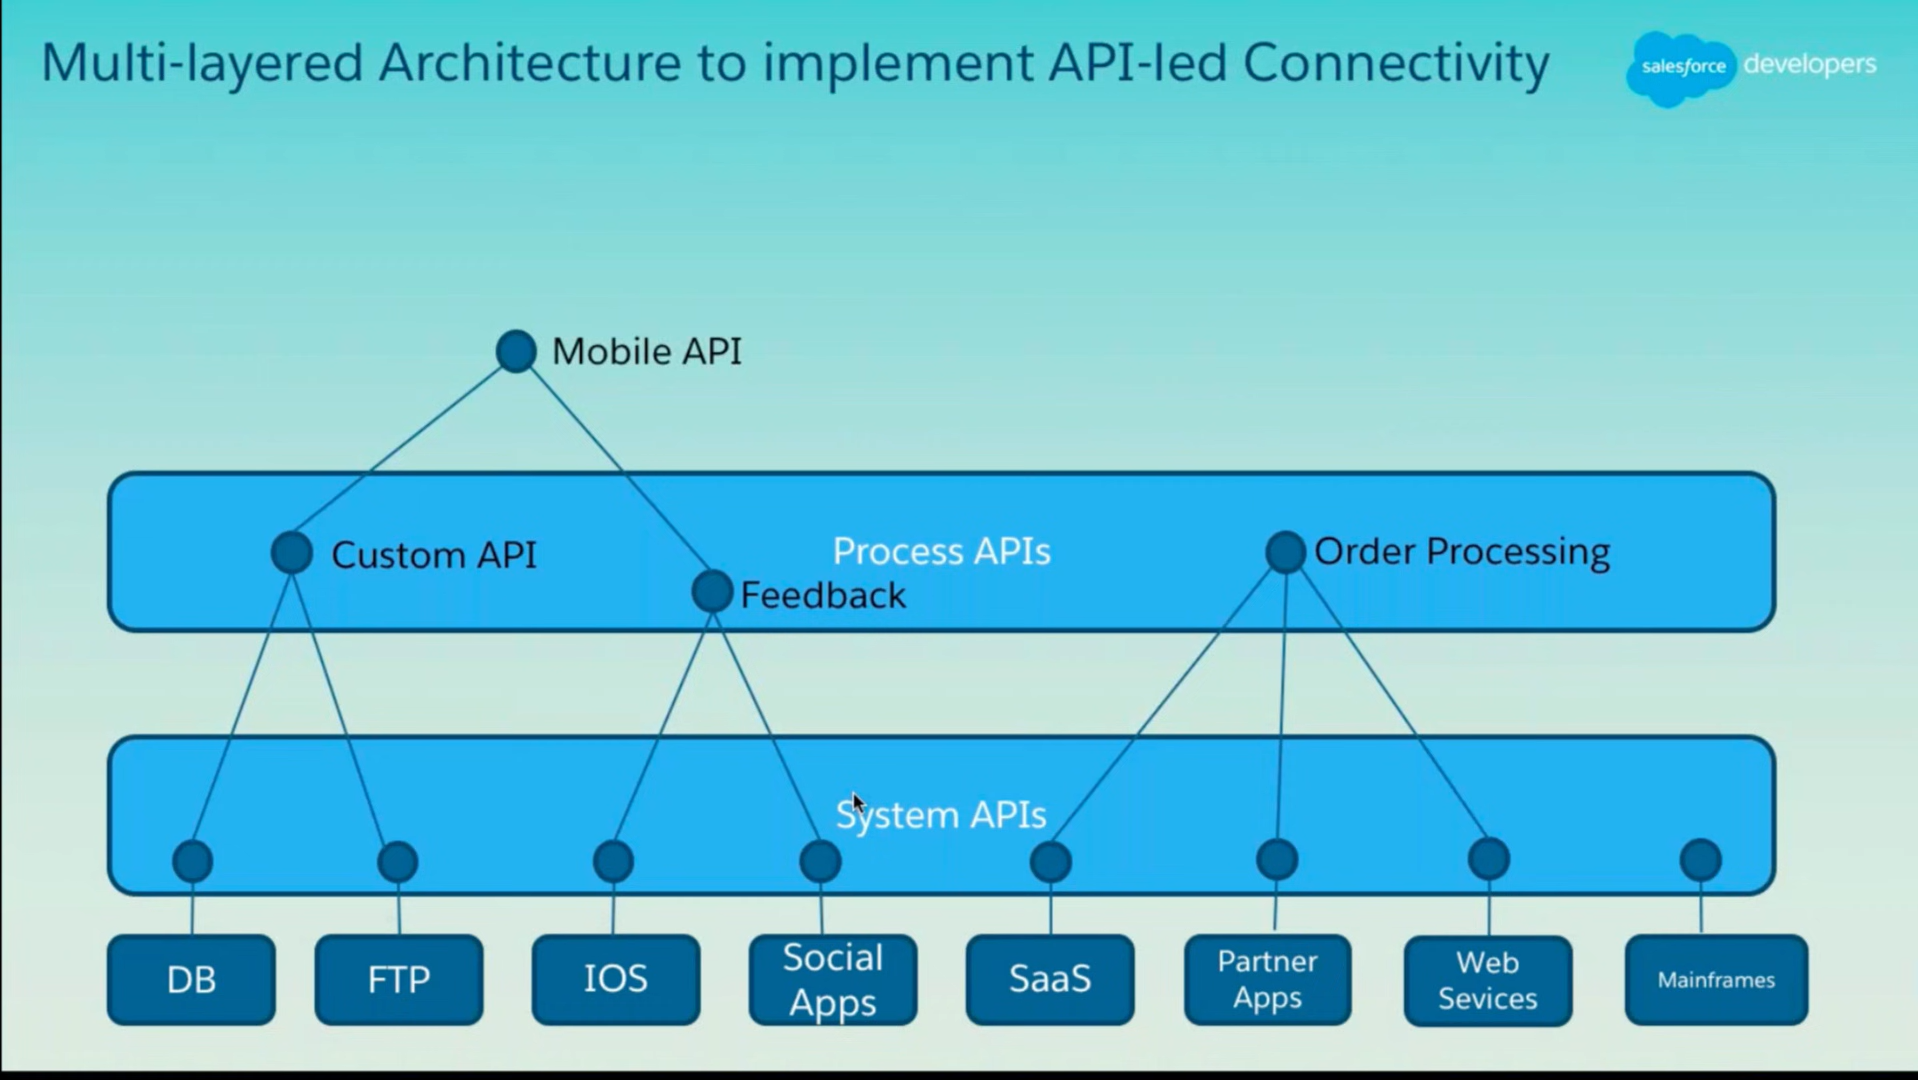 Multi-layered Architecture to implement API-led Connectivity
salesforce developers
Mobile API
Custom API
Process APIs
Order Processing
Feedback
System APIs
DB
FTP
IOS
Social
Apps
SaaS
Partner
Apps
Web
Sevices
Mainframes